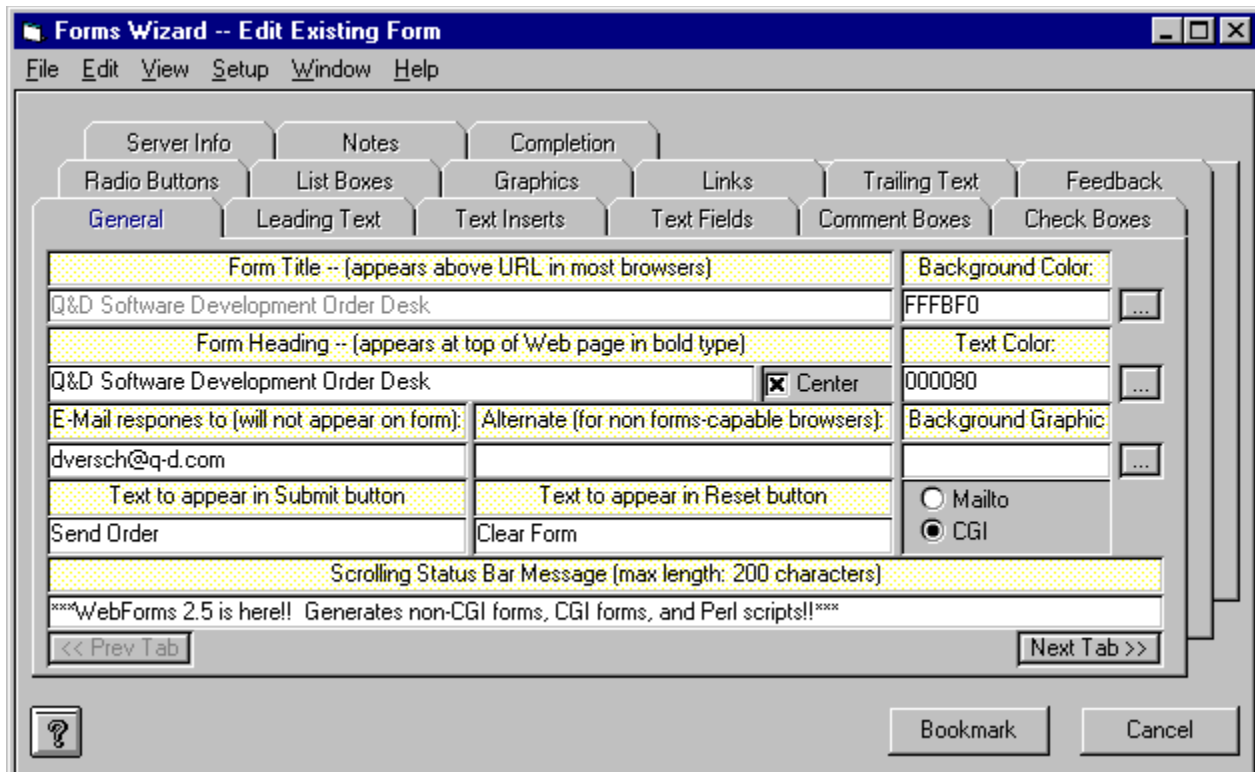 Forms Wizard -- Edit Existing Form
File Edit View Setup Window Help
Server Info Notes Completion
Radio Buttons List Boxes Graphics Links Trailing Text Feedback
General Leading Text Text Inserts Text Fields Comment Boxes Check Boxes
Form Title -- (appears above URL in most browsers) Background Color:
Q&D Software Development Order Desk FFFBF0 ...
Form Heading -- (appears at top of Web page in bold type) Text Color:
Q&D Software Development Order Desk Center 000080 ...
E-Mail respones to (will not appear on form): Alternate (for non forms-capable browsers): Background Graphic
dversch@q-d.com ...
Text to appear in Submit button Text to appear in Reset button Mailto
Send Order Clear Form CGI
Scrolling Status Bar Message (max length: 200 characters)
***WebForms 2.5 is here!!  Generates non-CGI forms, CGI forms, and Perl scripts!!***
<< Prev Tab Next Tab >>
? Bookmark Cancel